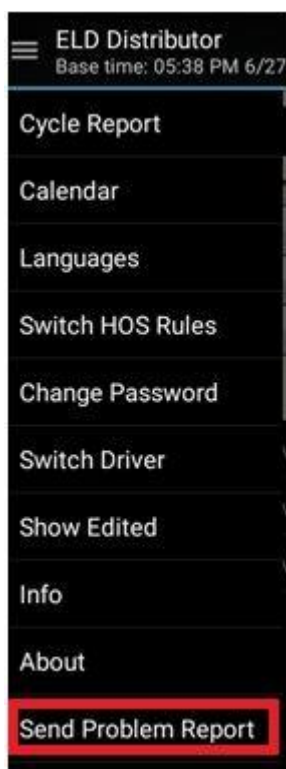 ELD Distributor
Base time: 05:38 PM 6/27
Cycle Report
Calendar
Languages
Switch HOS Rules
Change Password
Switch Driver
Show Edited
Info
About
Send Problem Report